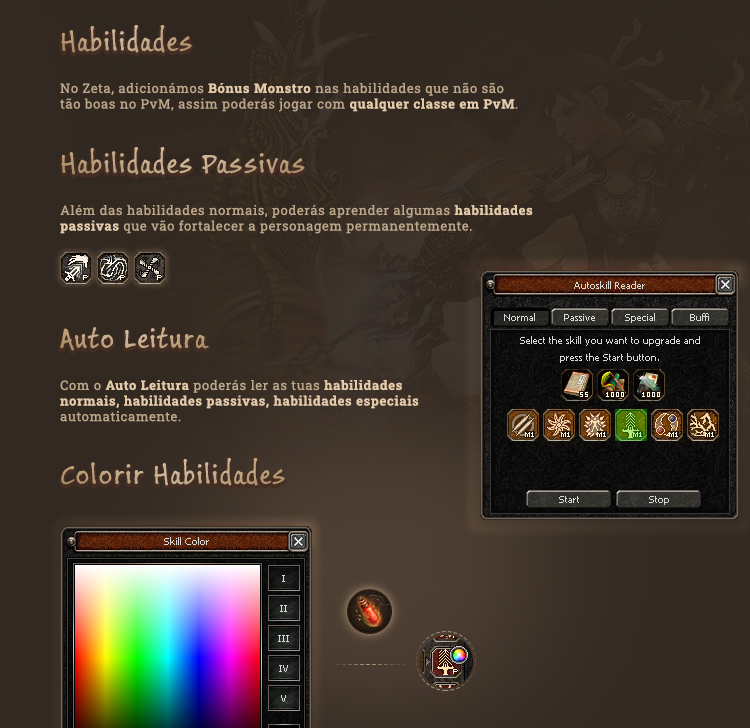 Habilidades
No Zeta, adicionámos Bónus Monstro nas habilidades que não são
tão boas no PvM, assim poderás jogar com qualquer classe em PvM.
Habilidades Passivas
Além das habilidades normais, poderás aprender algumas habilidades
passivas que vão fortalecer a personagem permanentemente.
P P P
Auto Leitura
Com o Auto Leitura poderás ler as tuas habilidades
normais, habilidades passivas, habilidades especiais
automaticamente.
Autoskill Reader
Normal Passive Special Buffi
Select the skill you want to upgrade and
press the Start button.
55 1000 1000
M1 M1 M1 M1 M1 M1
Start Stop
Colorir Habilidades
Skill Color
I
II
III
IV
V
P